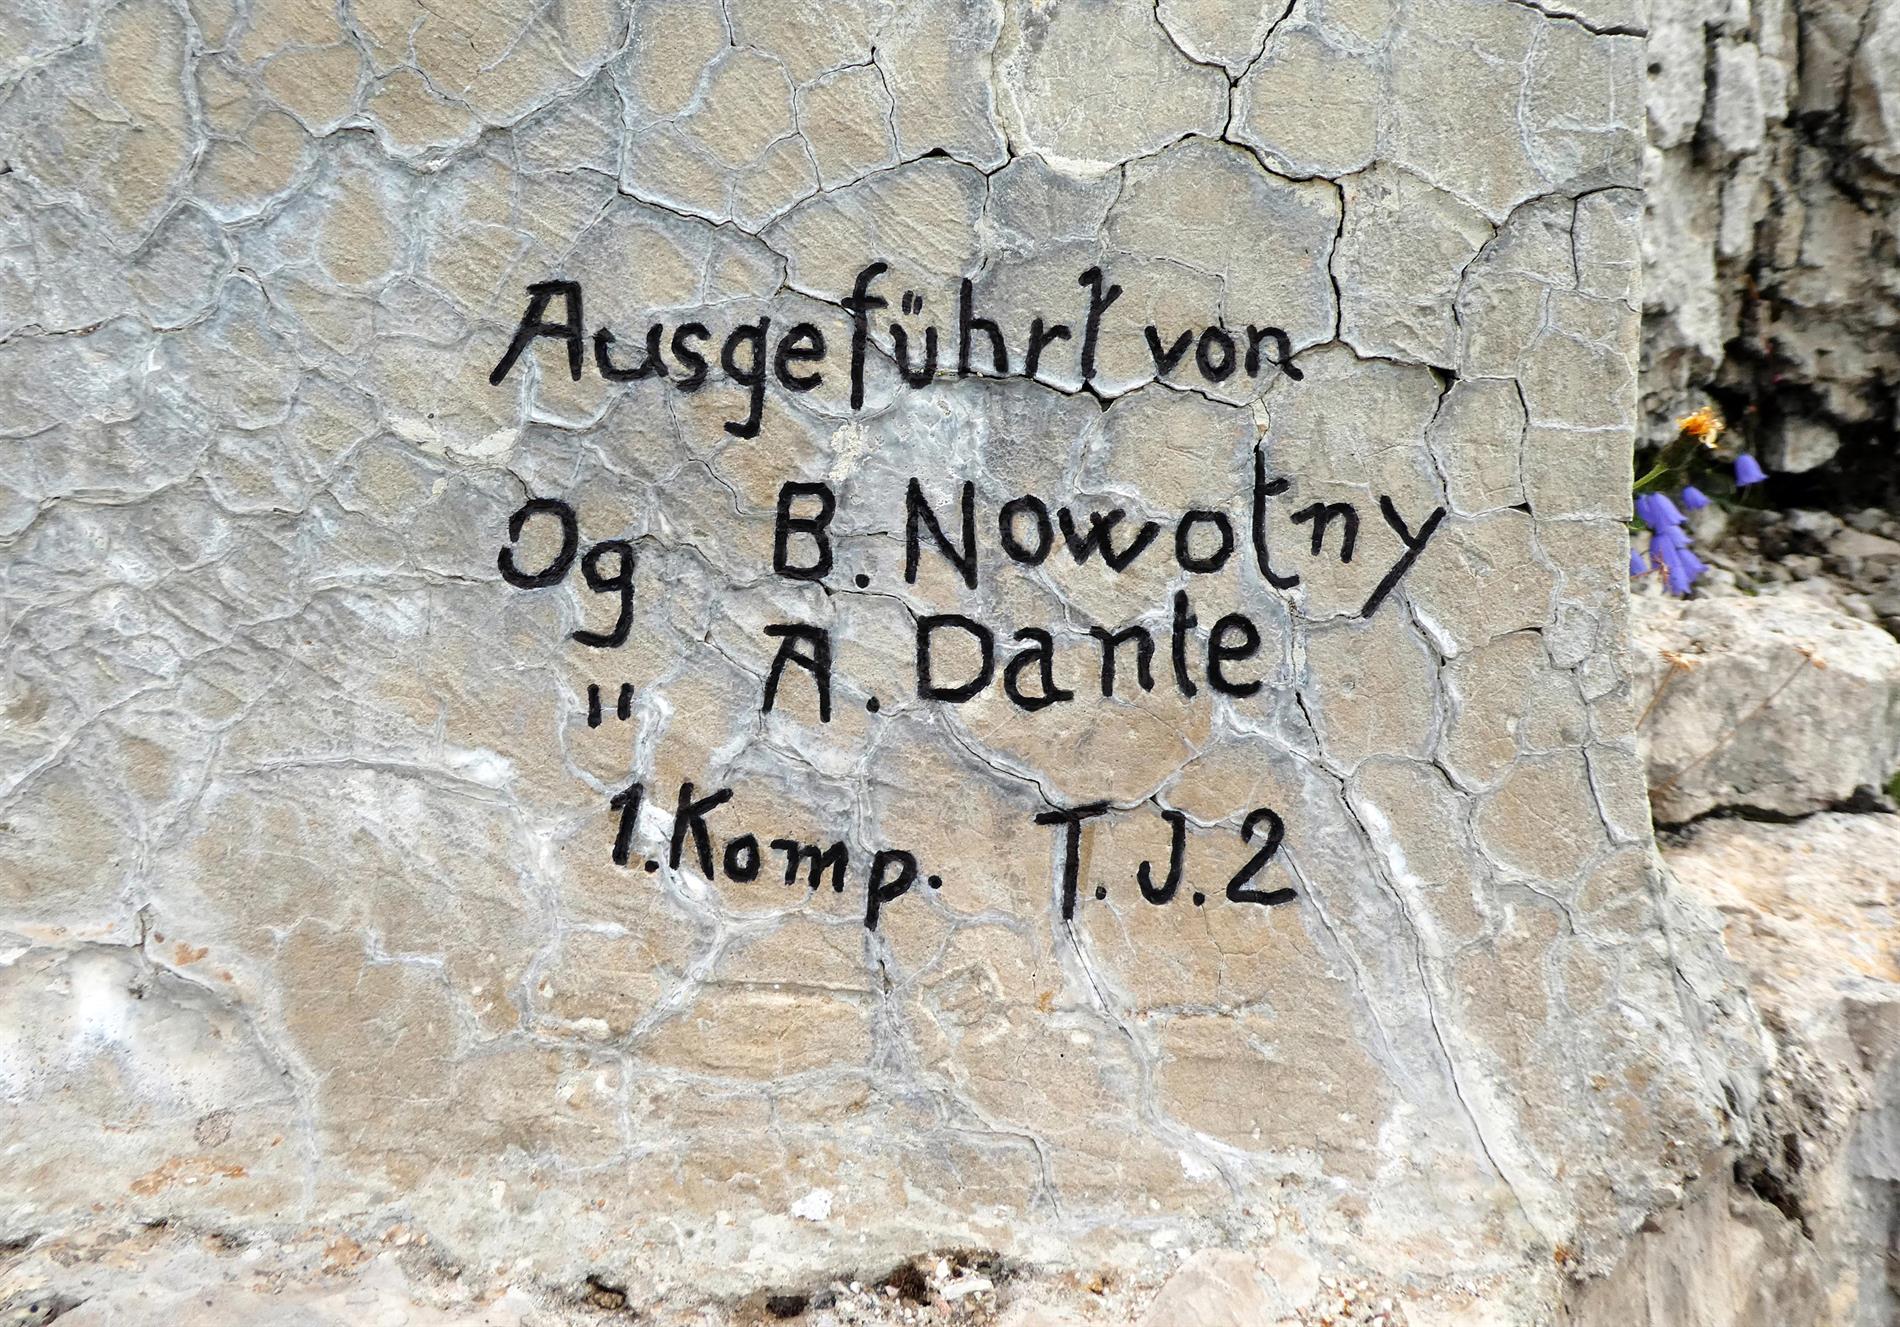 Ausgeführt von
Og B. Nowotny
" A. Dante
1. Komp. T.J.2